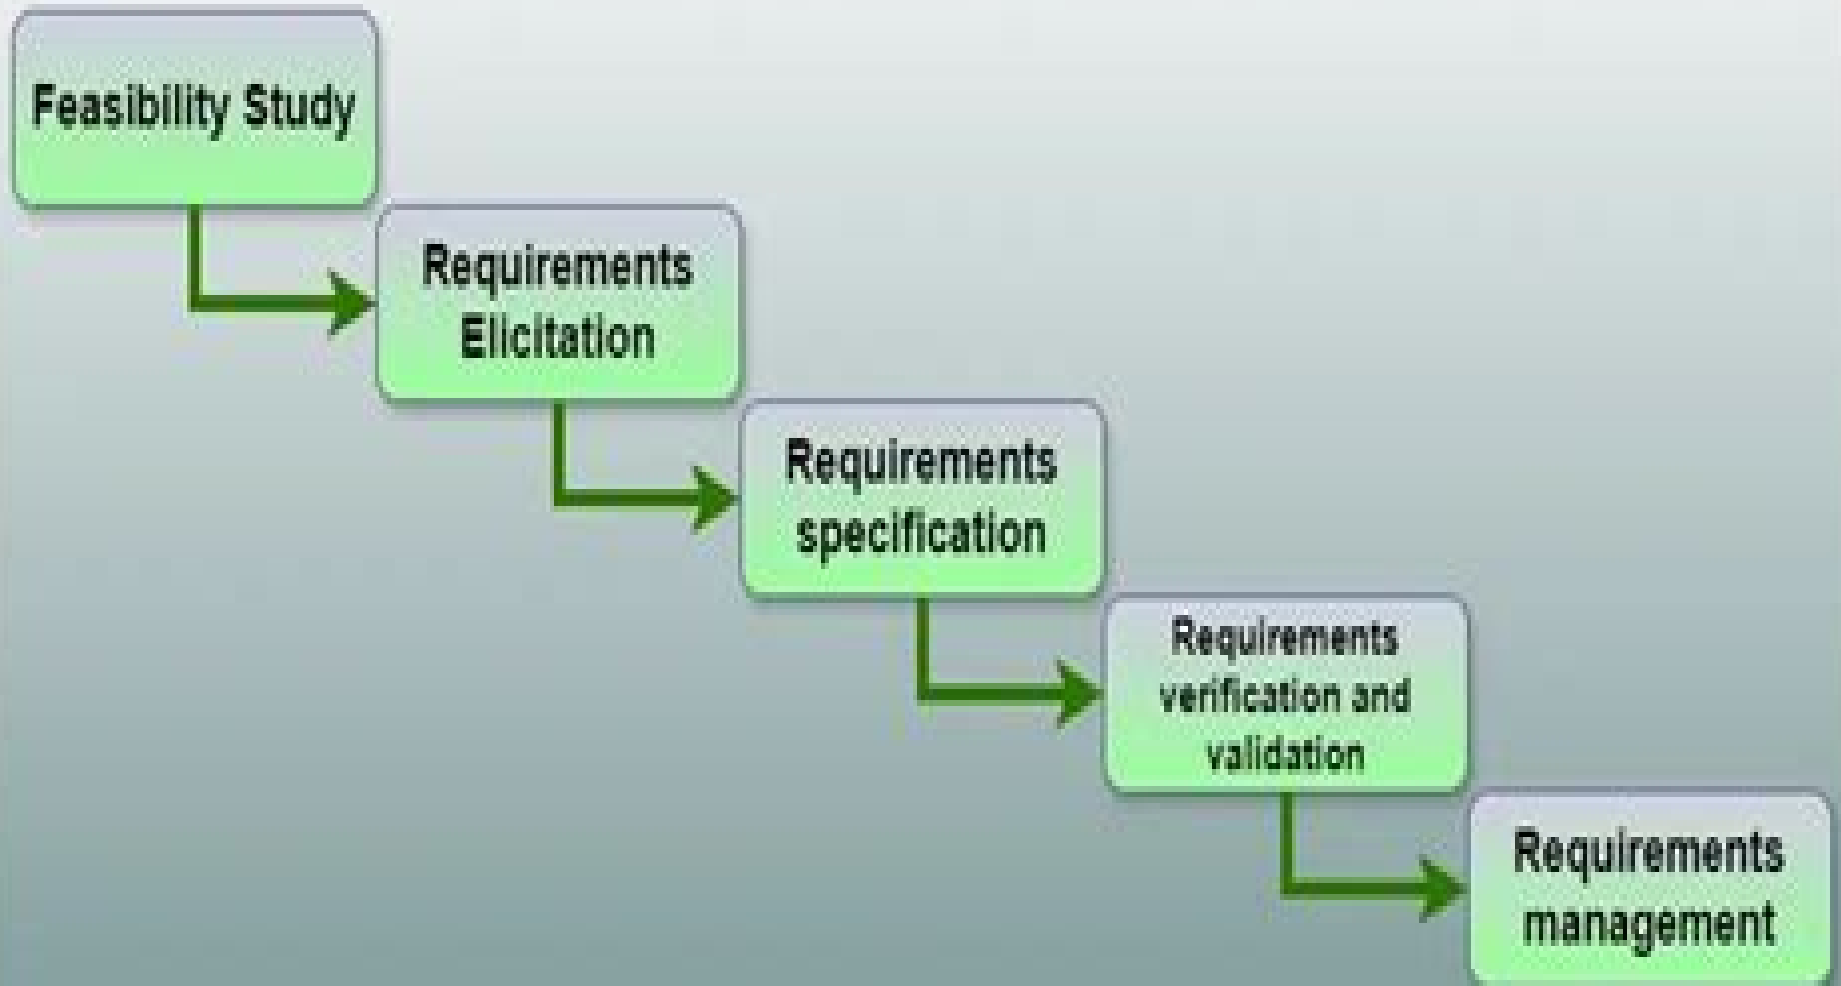 Feasibility Study
Requirements
Elicitation
Requirements
specification
Requirements
verification and
validation
Requirements
management